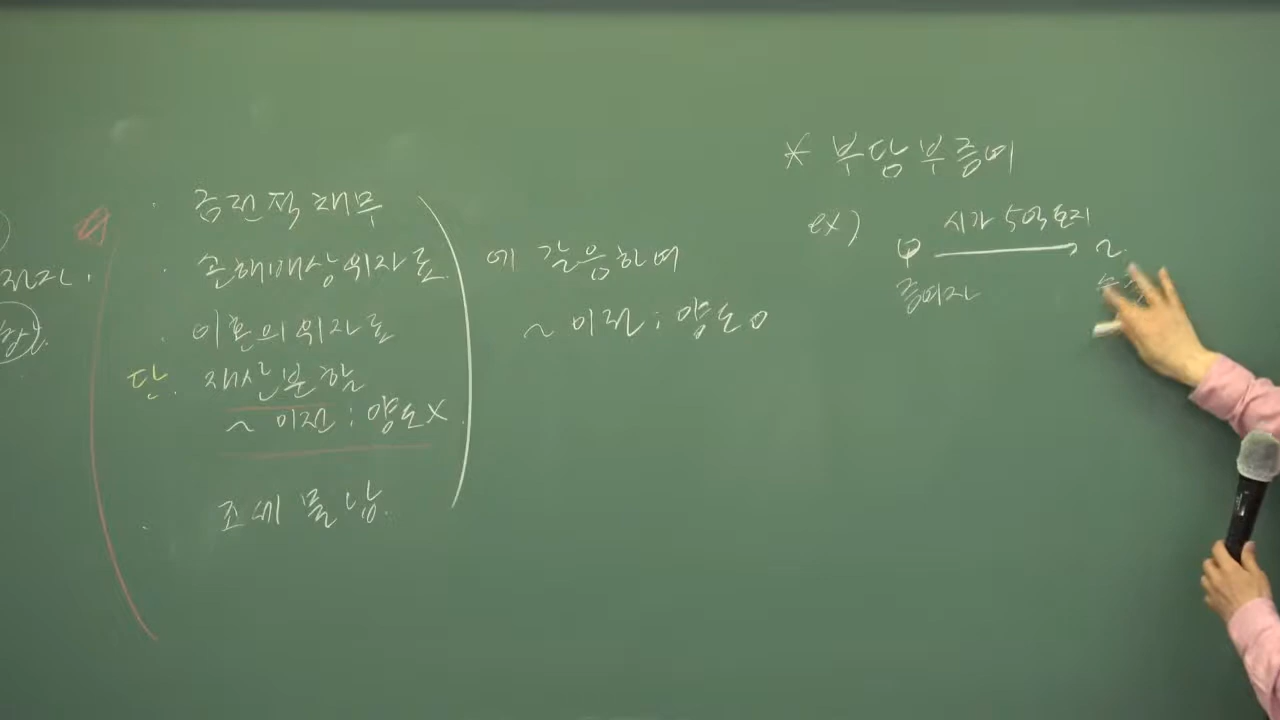 · 금전적 채무
· 손해배상 위자료
· 이혼의 위자료
단. 재산분할
~ 이전 : 양도 X
· 조세 물납
에 갈음하여
~ 이전 : 양도 O
* 부담부증여
ex)
시가 5억 토지
증여자